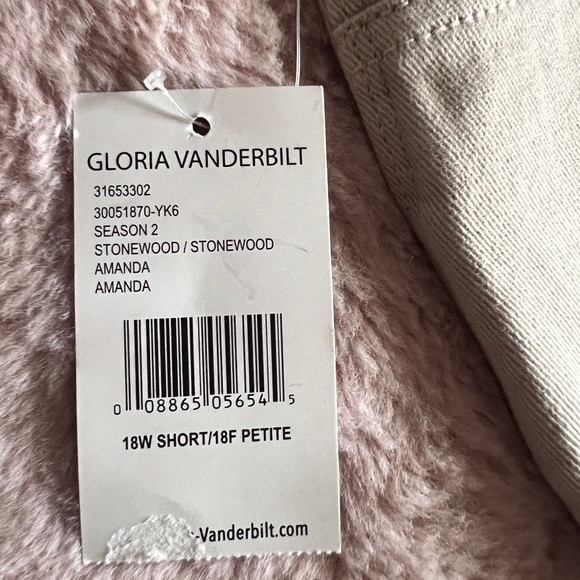 GLORIA VANDERBILT
31653302
30051870-YK6
SEASON 2
STONEWOOD / STONEWOOD
AMANDA
AMANDA
0 08865 05654 5
18W SHORT/18F PETITE
-Vanderbilt.com